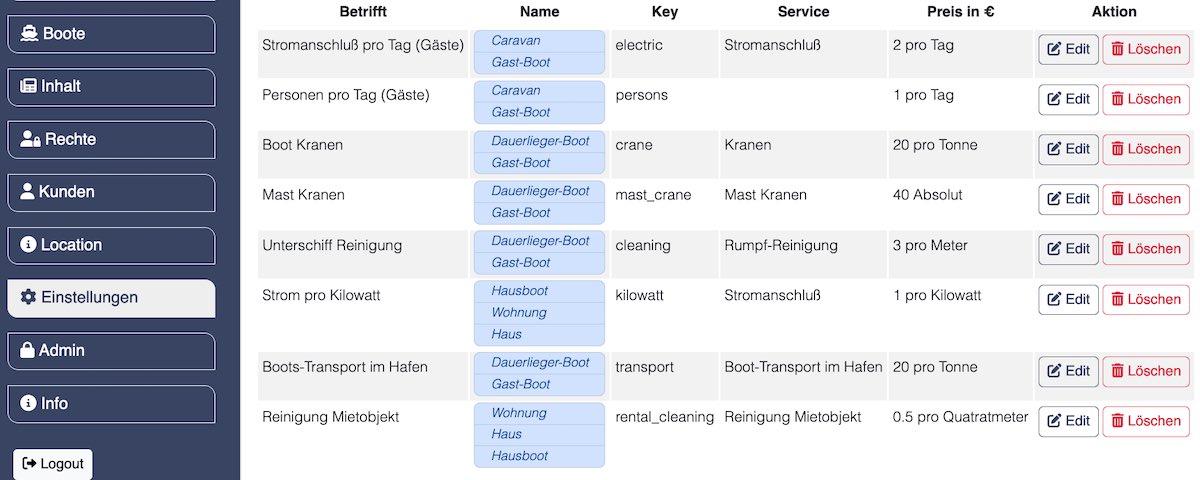 Boote
Inhalt
Rechte
Kunden
Location
Einstellungen
Admin
Info
Logout
Betrifft Name Key Service Preis in € Aktion
Stromanschluß pro Tag (Gäste) Caravan electric Stromanschluß 2 pro Tag Edit Löschen
Gast-Boot
Personen pro Tag (Gäste) Caravan persons 1 pro Tag Edit Löschen
Gast-Boot
Boot Kranen Dauerlieger-Boot crane Kranen 20 pro Tonne Edit Löschen
Gast-Boot
Mast Kranen Dauerlieger-Boot mast_crane Mast Kranen 40 Absolut Edit Löschen
Gast-Boot
Unterschiff Reinigung Dauerlieger-Boot cleaning Rumpf-Reinigung 3 pro Meter Edit Löschen
Gast-Boot
Strom pro Kilowatt Hausboot kilowatt Stromanschluß 1 pro Kilowatt Edit Löschen
Wohnung
Haus
Boots-Transport im Hafen Dauerlieger-Boot transport Boot-Transport im Hafen 20 pro Tonne Edit Löschen
Gast-Boot
Reinigung Mietobjekt Wohnung rental_cleaning Reinigung Mietobjekt 0.5 pro Quatratmeter Edit Löschen
Haus
Hausboot